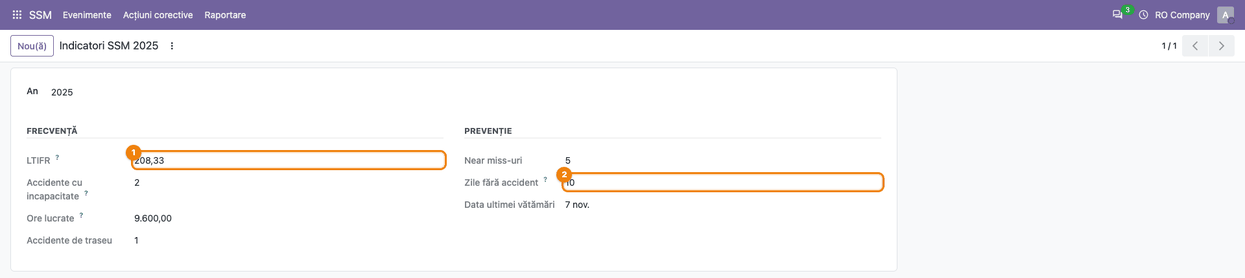 SSM Evenimente Acțiuni corective Raportare 3 RO Company A
Nou(ă) Indicatori SSM 2025 1 / 1
An 2025
FRECVENȚĂ PREVENȚIE
1
LTIFR ? 208,33 Near miss-uri 5
2
Accidente cu incapacitate ? 2 Zile fără accident ? 10
Ore lucrate ? 9.600,00 Data ultimei vătămări 7 nov.
Accidente de traseu 1